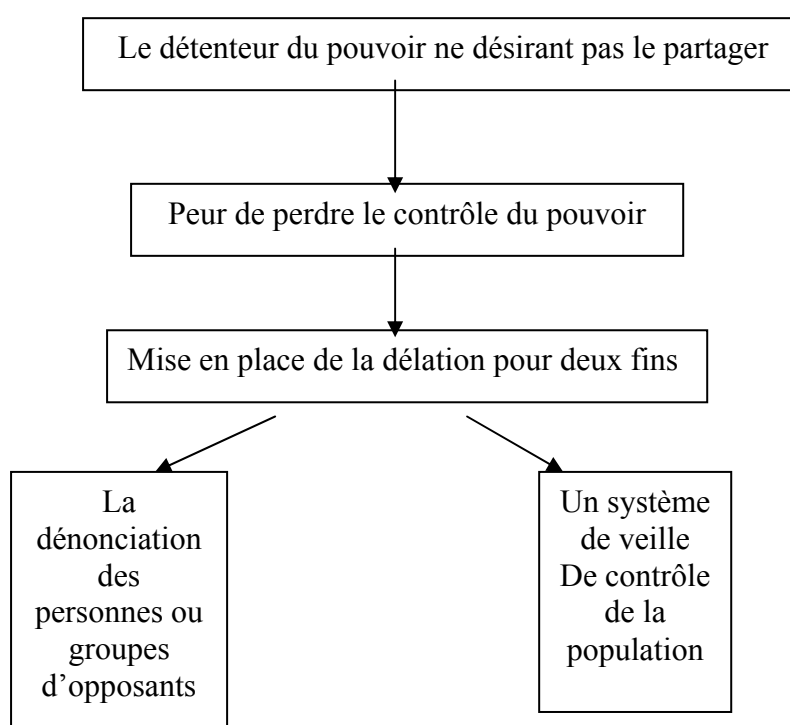 Le détenteur du pouvoir ne désirant pas le partager
Peur de perdre le contrôle du pouvoir
Mise en place de la délation pour deux fins
La
dénonciation
des
personnes ou
groupes
d’opposants
Un système
de veille
De contrôle
de la
population